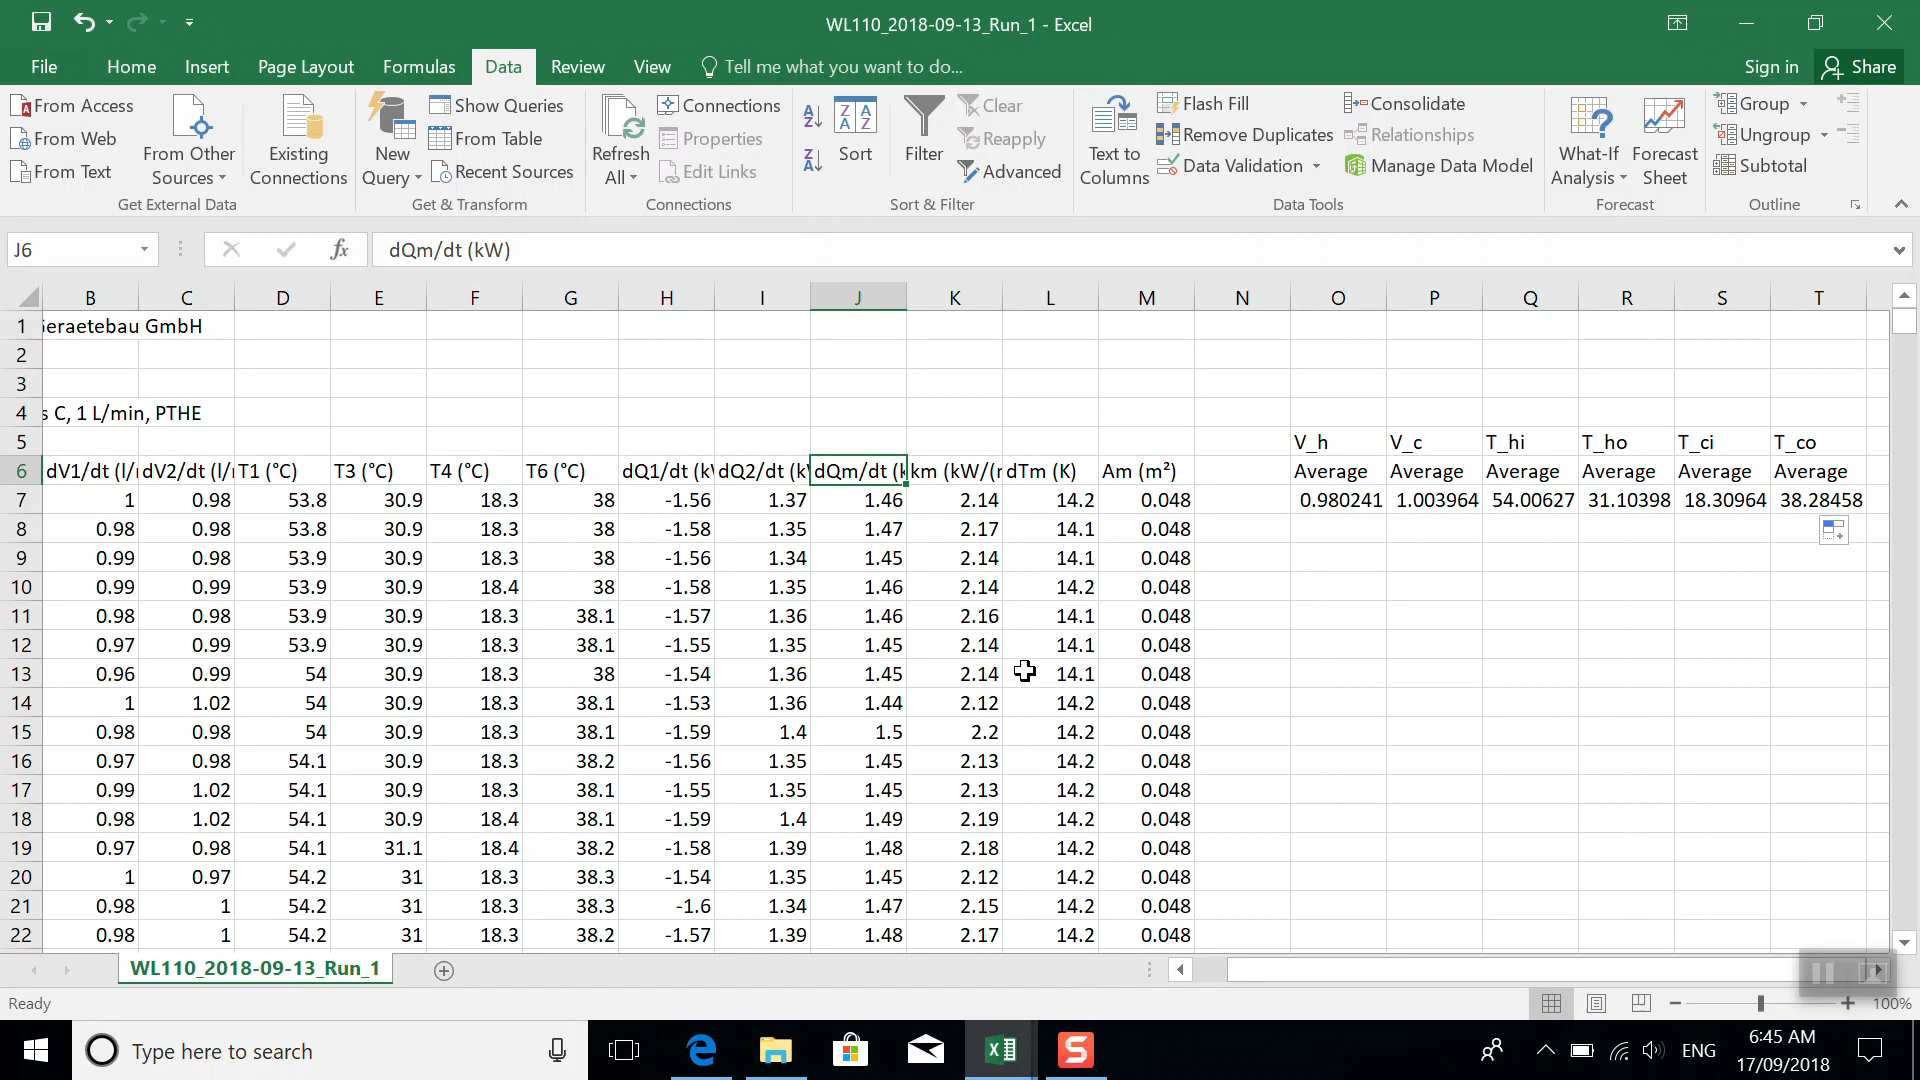 WL110_2018-09-13_Run_1 - Excel
File Home Insert Page Layout Formulas Data Review View Tell me what you want to do... Sign in Share
From Access
From Web
From Text
From Other Sources
Existing Connections
Get External Data
New Query
Show Queries
From Table
Recent Sources
Get & Transform
Refresh All
Connections
Properties
Edit Links
Connections
Sort
Filter
Clear
Reapply
Advanced
Sort & Filter
Text to Columns
Flash Fill
Remove Duplicates
Data Validation
Consolidate
Relationships
Manage Data Model
Data Tools
What-If Analysis
Forecast Sheet
Forecast
Group
Ungroup
Subtotal
Outline
J6 fx dQm/dt (kW)
B C D E F G H I J K L M N O P Q R S T
1 Geraetebau GmbH
2
3
4 s C, 1 L/min, PTHE
5 V_h V_c T_hi T_ho T_ci T_co
6 dV1/dt (l/ dV2/dt (l/ T1 (°C) T3 (°C) T4 (°C) T6 (°C) dQ1/dt (k dQ2/dt (k dQm/dt (k km (kW/( dTm (K) Am (m²) Average Average Average Average Average Average
7 1 0.98 53.8 30.9 18.3 38 -1.56 1.37 1.46 2.14 14.2 0.048 0.980241 1.003964 54.00627 31.10398 18.30964 38.28458
8 0.98 0.98 53.8 30.9 18.3 38 -1.58 1.35 1.47 2.17 14.1 0.048
9 0.99 0.98 53.9 30.9 18.3 38 -1.56 1.34 1.45 2.14 14.1 0.048
10 0.99 0.99 53.9 30.9 18.4 38 -1.58 1.35 1.46 2.14 14.2 0.048
11 0.98 0.98 53.9 30.9 18.3 38.1 -1.57 1.36 1.46 2.16 14.1 0.048
12 0.97 0.99 53.9 30.9 18.3 38.1 -1.55 1.35 1.45 2.14 14.1 0.048
13 0.96 0.99 54 30.9 18.3 38 -1.54 1.36 1.45 2.14 14.1 0.048
14 1 1.02 54 30.9 18.3 38.1 -1.53 1.36 1.44 2.12 14.2 0.048
15 0.98 0.98 54 30.9 18.3 38.1 -1.59 1.4 1.5 2.2 14.2 0.048
16 0.97 0.98 54.1 30.9 18.3 38.2 -1.56 1.35 1.45 2.13 14.2 0.048
17 0.99 1.02 54.1 30.9 18.3 38.1 -1.55 1.35 1.45 2.13 14.2 0.048
18 0.98 1.02 54.1 30.9 18.4 38.1 -1.59 1.4 1.49 2.19 14.2 0.048
19 0.97 0.98 54.1 31.1 18.4 38.2 -1.58 1.39 1.48 2.18 14.2 0.048
20 1 0.97 54.2 31 18.3 38.3 -1.54 1.35 1.45 2.12 14.2 0.048
21 0.98 1 54.2 31 18.3 38.3 -1.6 1.34 1.47 2.15 14.2 0.048
22 0.98 1 54.2 31 18.3 38.2 -1.57 1.39 1.48 2.17 14.2 0.048
WL110_2018-09-13_Run_1
Ready 100%
Type here to search
ENG
6:45 AM
17/09/2018